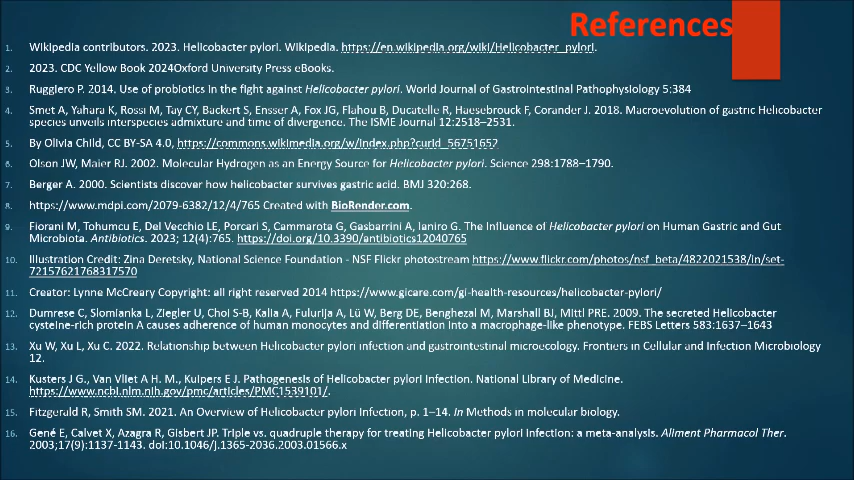 References
1. Wikipedia contributors. 2023. Helicobacter pylori. Wikipedia. https://en.wikipedia.org/wiki/Helicobacter_pylori.
2. 2023. CDC Yellow Book 2024Oxford University Press eBooks.
3. Ruggiero P. 2014. Use of probiotics in the fight against Helicobacter pylori. World Journal of Gastrointestinal Pathophysiology 5:384
4. Smet A, Yahara K, Rossi M, Tay CY, Backert S, Ensser A, Fox JG, Flahou B, Ducatelle R, Haesebrouck F, Corander J. 2018. Macroevolution of gastric Helicobacter
species unveils interspecies admixture and time of divergence. The ISME Journal 12:2518–2531.
5. By Olivia Child, CC BY-SA 4.0, https://commons.wikimedia.org/w/index.php?curid_56751652
6. Olson JW, Maier RJ. 2002. Molecular Hydrogen as an Energy Source for Helicobacter pylori. Science 298:1788–1790.
7. Berger A. 2000. Scientists discover how helicobacter survives gastric acid. BMJ 320:268.
8. https://www.mdpi.com/2079-6382/12/4/765 Created with BioRender.com.
9. Fiorani M, Tohumcu E, Del Vecchio LE, Porcari S, Cammarota G, Gasbarrini A, Ianiro G. The Influence of Helicobacter pylori on Human Gastric and Gut
Microbiota. Antibiotics. 2023; 12(4):765. https://doi.org/10.3390/antibiotics12040765
10. Illustration Credit: Zina Deretsky, National Science Foundation - NSF Flickr photostream https://www.flickr.com/photos/nsf_beta/4822021538/in/set-
72157621768317570
11. Creator: Lynne McCreary Copyright: all right reserved 2014 https://www.gicare.com/gi-health-resources/helicobacter-pylori/
12. Dumrese C, Slomianka L, Ziegler U, Choi S-B, Kalia A, Fulurija A, Lü W, Berg DE, Benghezal M, Marshall BJ, Mittl PRE. 2009. The secreted Helicobacter
cysteine-rich protein A causes adherence of human monocytes and differentiation into a macrophage-like phenotype. FEBS Letters 583:1637–1643
13. Xu W, Xu L, Xu C. 2022. Relationship between Helicobacter pylori infection and gastrointestinal microecology. Frontiers in Cellular and Infection Microbiology
12.
14. Kusters J G., Van Vliet A H. M., Kuipers E J. Pathogenesis of Helicobacter pylori Infection. National Library of Medicine.
https://www.ncbi.nlm.nih.gov/pmc/articles/PMC1539101/.
15. Fitzgerald R, Smith SM. 2021. An Overview of Helicobacter pylori Infection, p. 1–14. In Methods in molecular biology.
16. Gené E, Calvet X, Azagra R, Gisbert JP. Triple vs. quadruple therapy for treating Helicobacter pylori infection: a meta-analysis. Aliment Pharmacol Ther.
2003;17(9):1137-1143. doi:10.1046/j.1365-2036.2003.01566.x